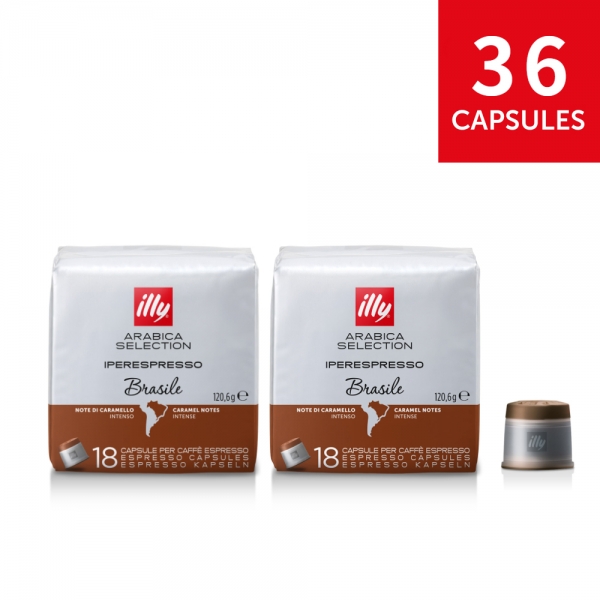 36
CAPSULES
illy
ARABICA
SELECTION
IPERESPRESSO
Brasile
120,6g ℮
NOTE DI CARAMELLO
INTENSO
CARAMEL NOTES
INTENSE
18 CAPSULE PER CAFFÈ ESPRESSO
ESPRESSO CAPSULES
ESPRESSO KAPSELN
illy
ARABICA
SELECTION
IPERESPRESSO
Brasile
120,6g ℮
NOTE DI CARAMELLO
INTENSO
CARAMEL NOTES
INTENSE
18 CAPSULE PER CAFFÈ ESPRESSO
ESPRESSO CAPSULES
ESPRESSO KAPSELN
illy